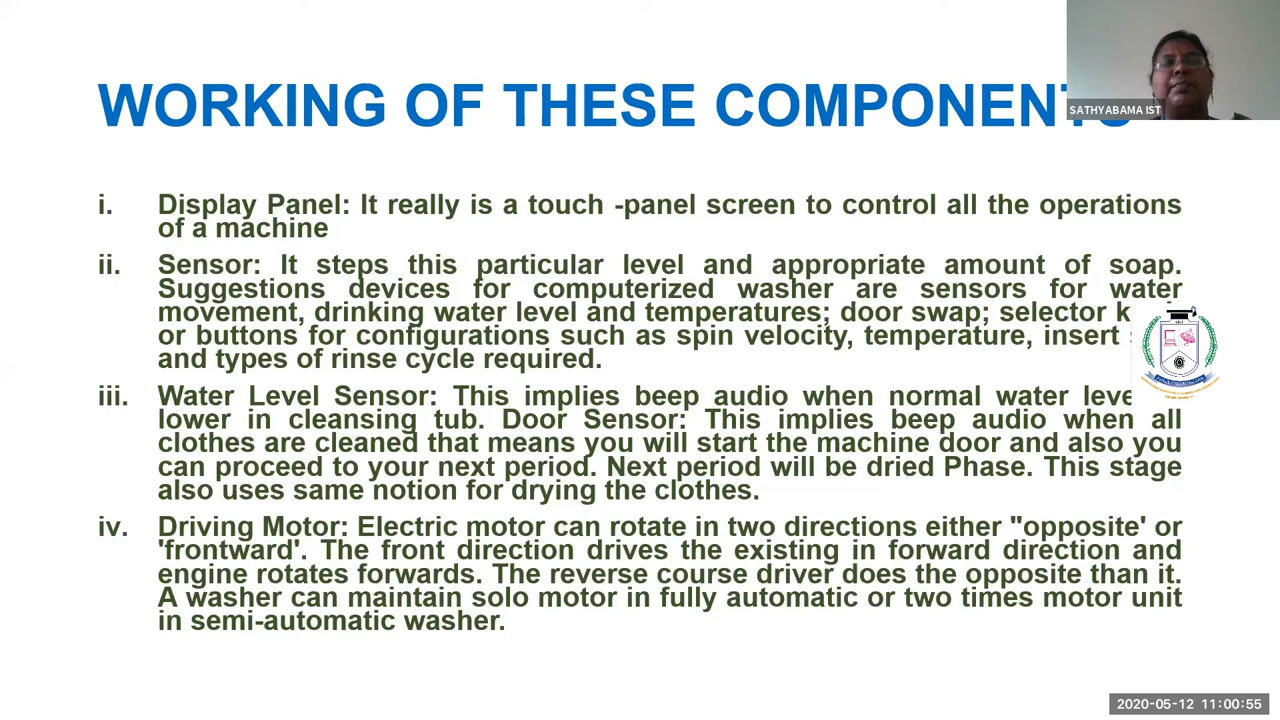 WORKING OF THESE COMPONENTS
SATHYABAMA IST
i. Display Panel: It really is a touch -panel screen to control all the operations
of a machine
ii. Sensor: It steps this particular level and appropriate amount of soap.
Suggestions devices for computerized washer are sensors for water
movement, drinking water level and temperatures; door swap; selector
or buttons for configurations such as spin velocity, temperature, insert
and types of rinse cycle required.
iii. Water Level Sensor: This implies beep audio when normal water
lower in cleansing tub. Door Sensor: This implies beep audio when all
clothes are cleaned that means you will start the machine door and also you
can proceed to your next period. Next period will be dried Phase. This stage
also uses same notion for drying the clothes.
iv. Driving Motor: Electric motor can rotate in two directions either "opposite' or
'frontward'. The front direction drives the existing in forward direction and
engine rotates forwards. The reverse course driver does the opposite than it.
A washer can maintain solo motor in fully automatic or two times motor unit
in semi-automatic washer.
2020-05-12 11:00:55